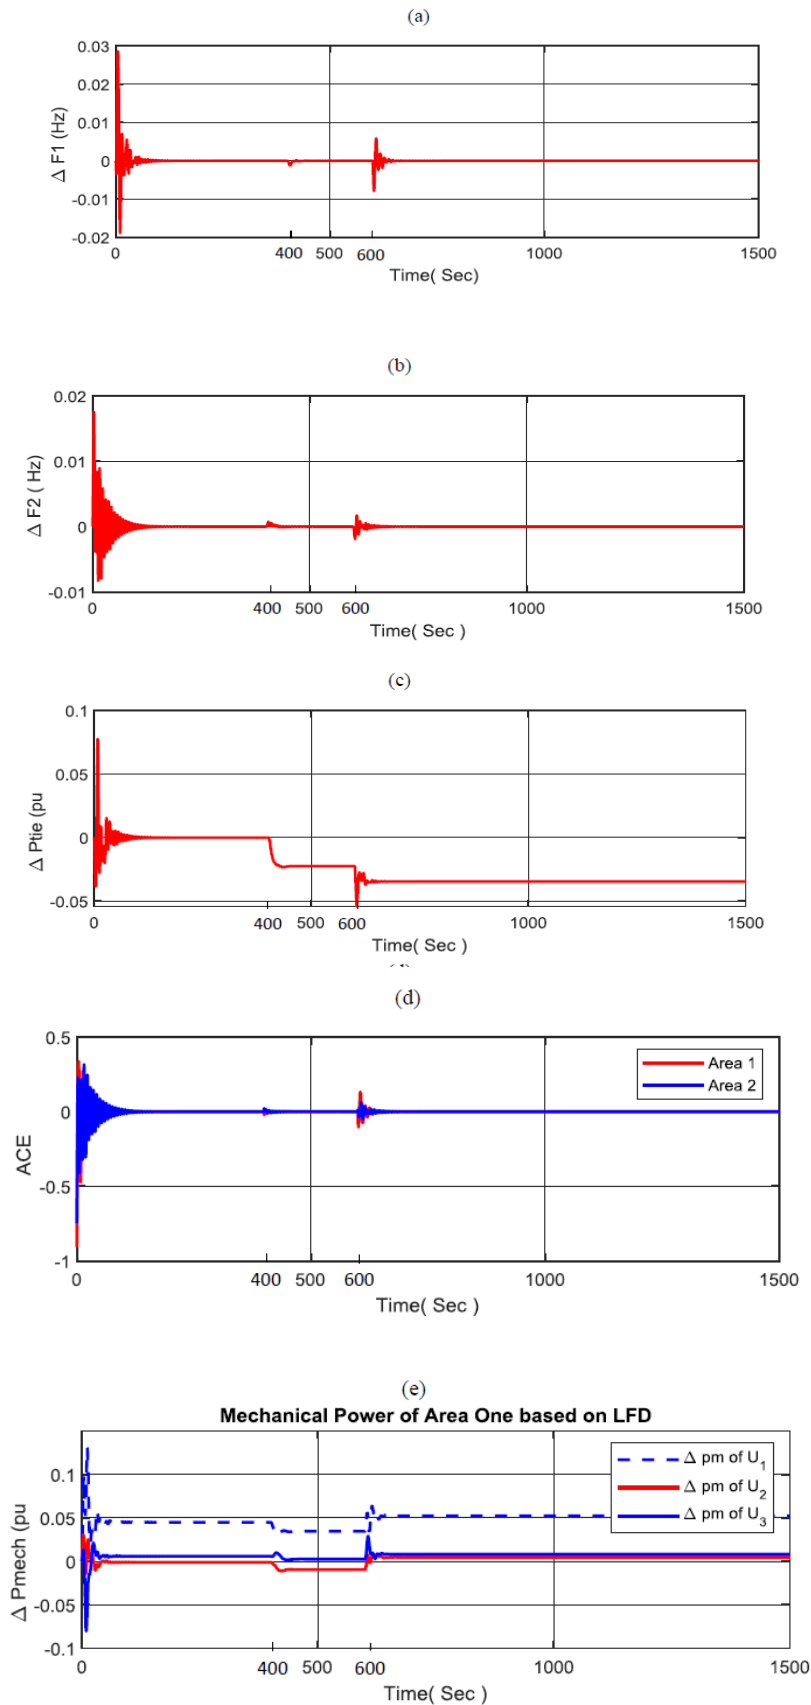 (a)
0.03
0.02
0.01
0
-0.01
-0.02
Δ F1 (Hz)
0 400 500 600 1000 1500
Time( Sec)
(b)
0.02
0.01
0
-0.01
Δ F2 ( Hz)
0 400 500 600 1000 1500
Time( Sec )
(c)
0.1
0.05
0
-0.05
Δ Ptie (pu
0 400 500 600 1000 1500
Time( Sec )
(d)
0.5
0
-0.5
-1
ACE
Area 1
Area 2
0 400 500 600 1000 1500
Time( Sec )
(e)
Mechanical Power of Area One based on LFD
0.1
0.05
0
-0.05
-0.1
Δ Pmech (pu
Δ pm of U1
Δ pm of U2
Δ pm of U3
0 400 500 600 1000 1500
Time( Sec )